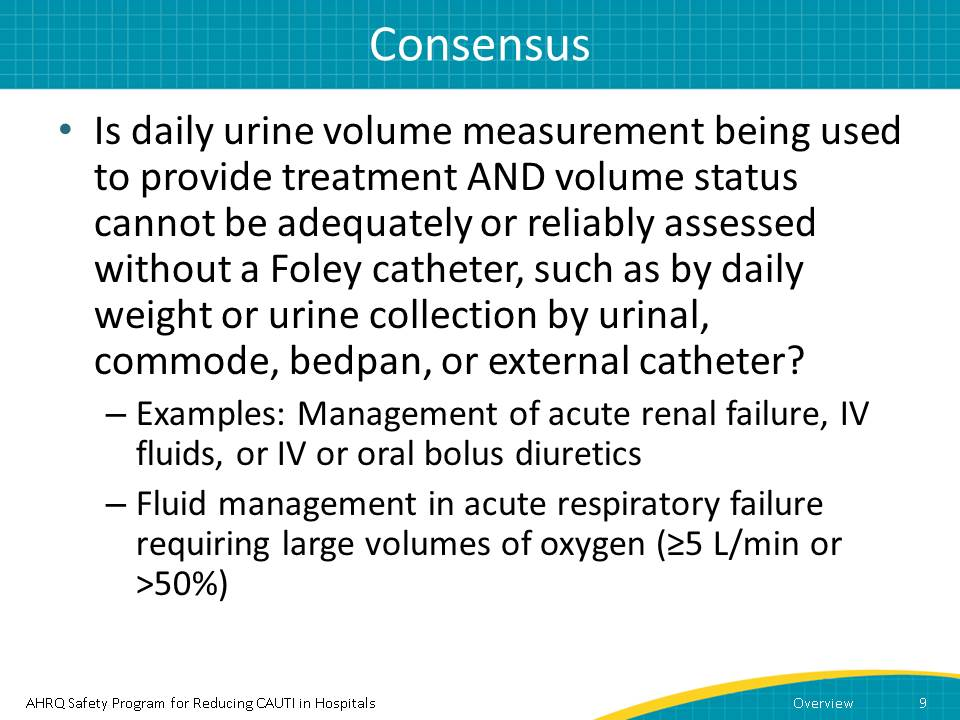 Consensus
• Is daily urine volume measurement being used
to provide treatment AND volume status
cannot be adequately or reliably assessed
without a Foley catheter, such as by daily
weight or urine collection by urinal,
commode, bedpan, or external catheter?
– Examples: Management of acute renal failure, IV
fluids, or IV or oral bolus diuretics
– Fluid management in acute respiratory failure
requiring large volumes of oxygen (≥5 L/min or
>50%)
AHRQ Safety Program for Reducing CAUTI in Hospitals
Overview
9